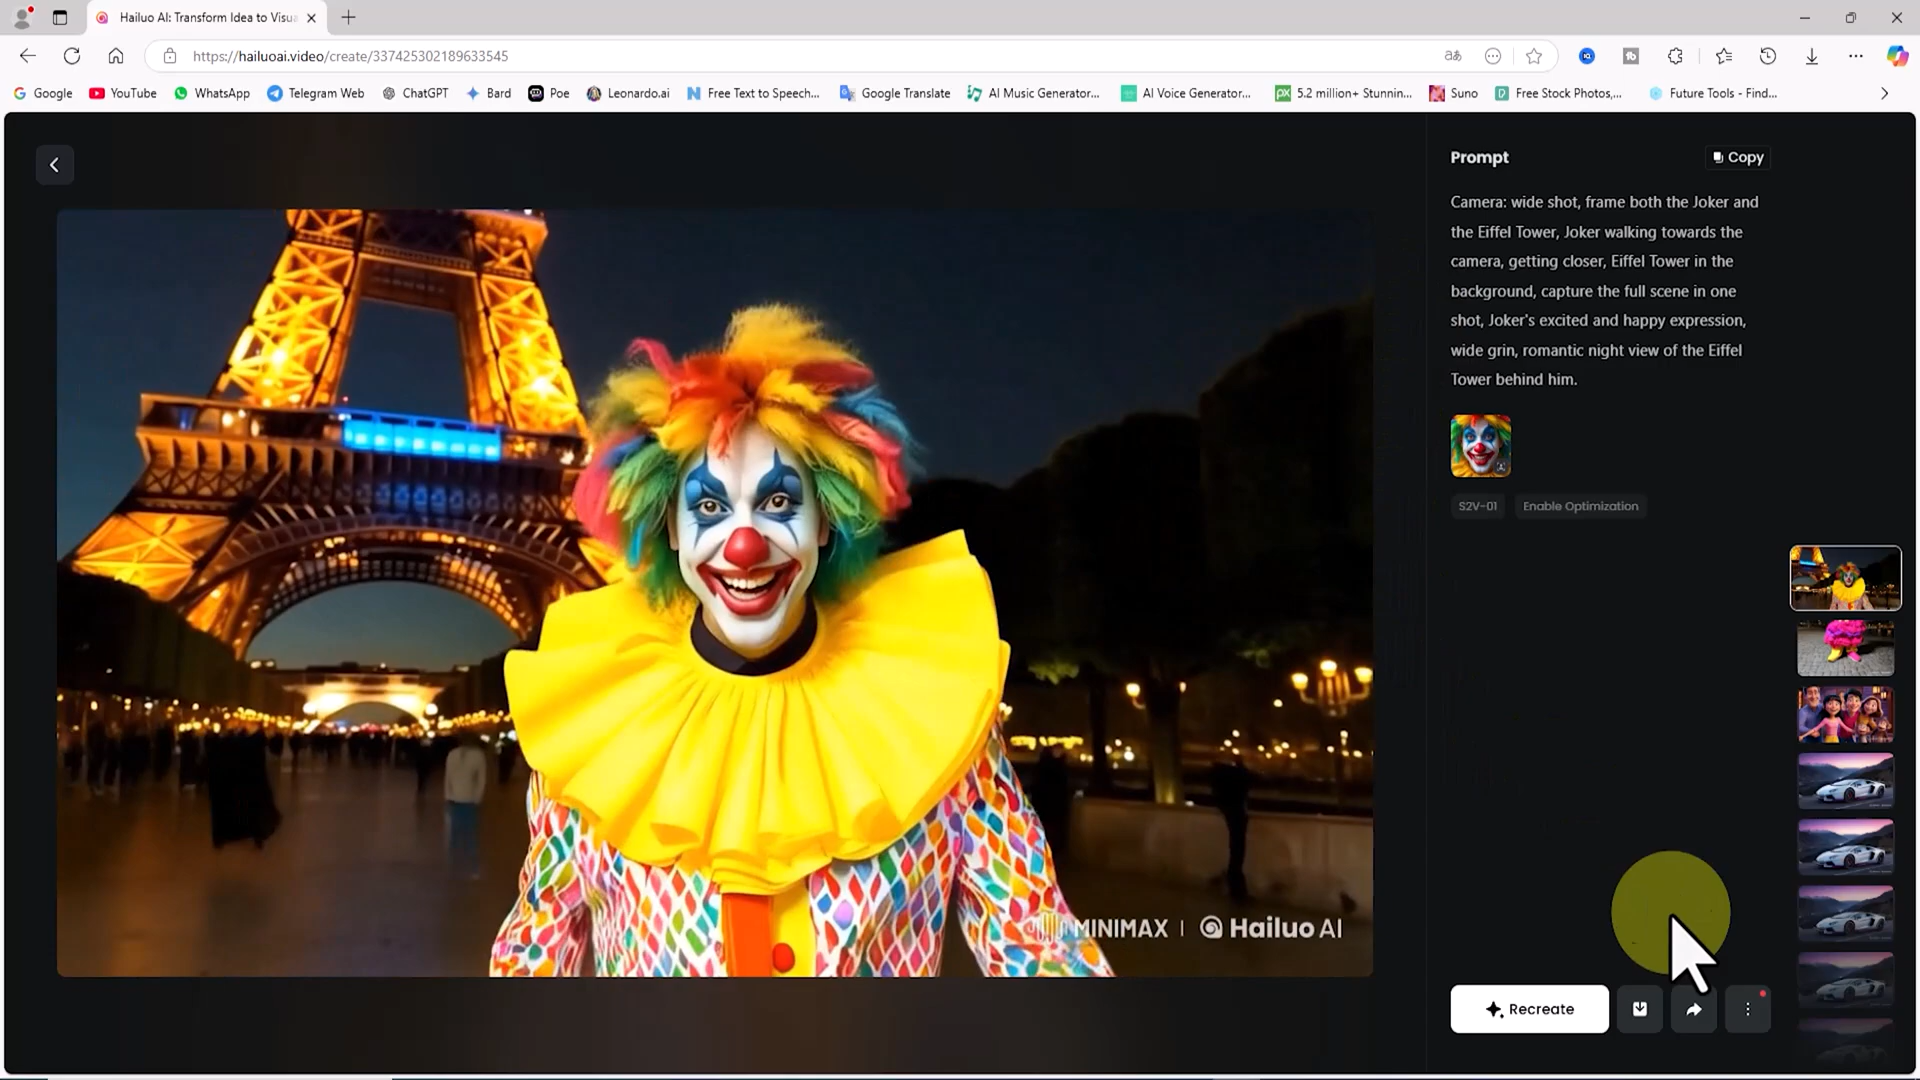 Hailuo AI: Transform Idea to Visu
https://hailuoai.video/create/337425302189633545
Google YouTube WhatsApp Telegram Web ChatGPT Bard Poe Leonardo.ai Free Text to Speech... Google Translate AI Music Generator... AI Voice Generator... 5.2 million+ Stunnin... Suno Free Stock Photos,... Future Tools - Find...
Prompt
Copy
Camera: wide shot, frame both the Joker and
the Eiffel Tower, Joker walking towards the
camera, getting closer, Eiffel Tower in the
background, capture the full scene in one
shot, Joker's excited and happy expression,
wide grin, romantic night view of the Eiffel
Tower behind him.
S2V-01 Enable Optimization
MINIMAX | Hailuo AI
Recreate